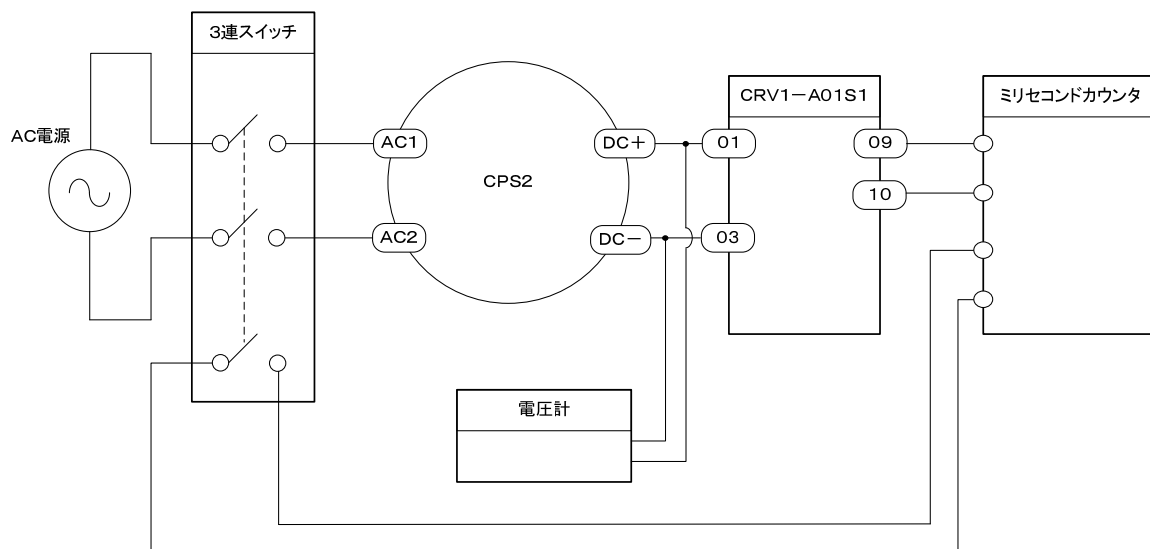 3連スイッチ
AC電源
AC1
AC2
CPS2
DC+
DC-
CRV1-A01S1
01
03
09
10
ミリセコンドカウンタ
電圧計